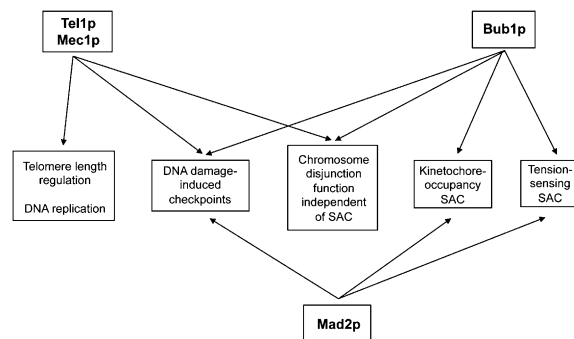 Tel1p
Mec1p
Bub1p
Telomere length
regulation
DNA replication
DNA damage-
induced
checkpoints
Chromosome
disjunction
function
independent
of SAC
Kinetochore-
occupancy
SAC
Tension-
sensing
SAC
Mad2p